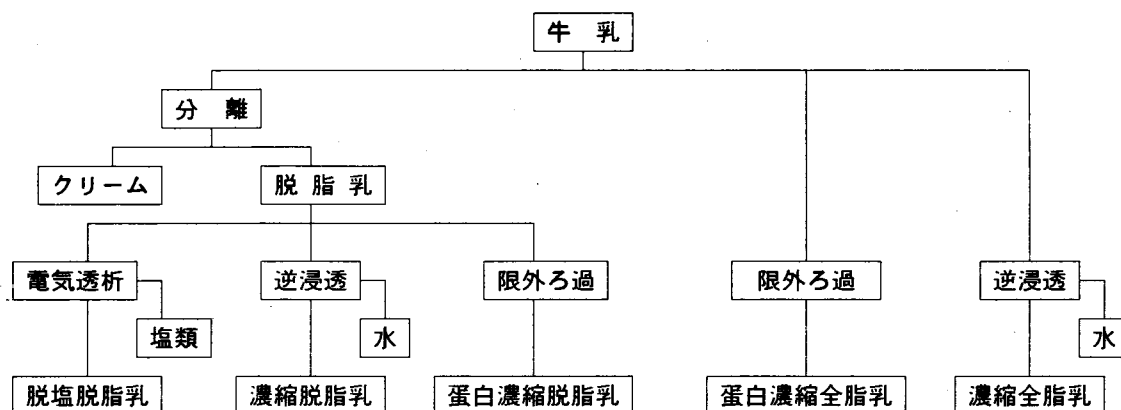 牛 乳
分 離
クリーム
脱 脂 乳
電気透析
逆浸透
限外ろ過
限外ろ過
逆浸透
塩類
水
水
脱塩脱脂乳
濃縮脱脂乳
蛋白濃縮脱脂乳
蛋白濃縮全脂乳
濃縮全脂乳